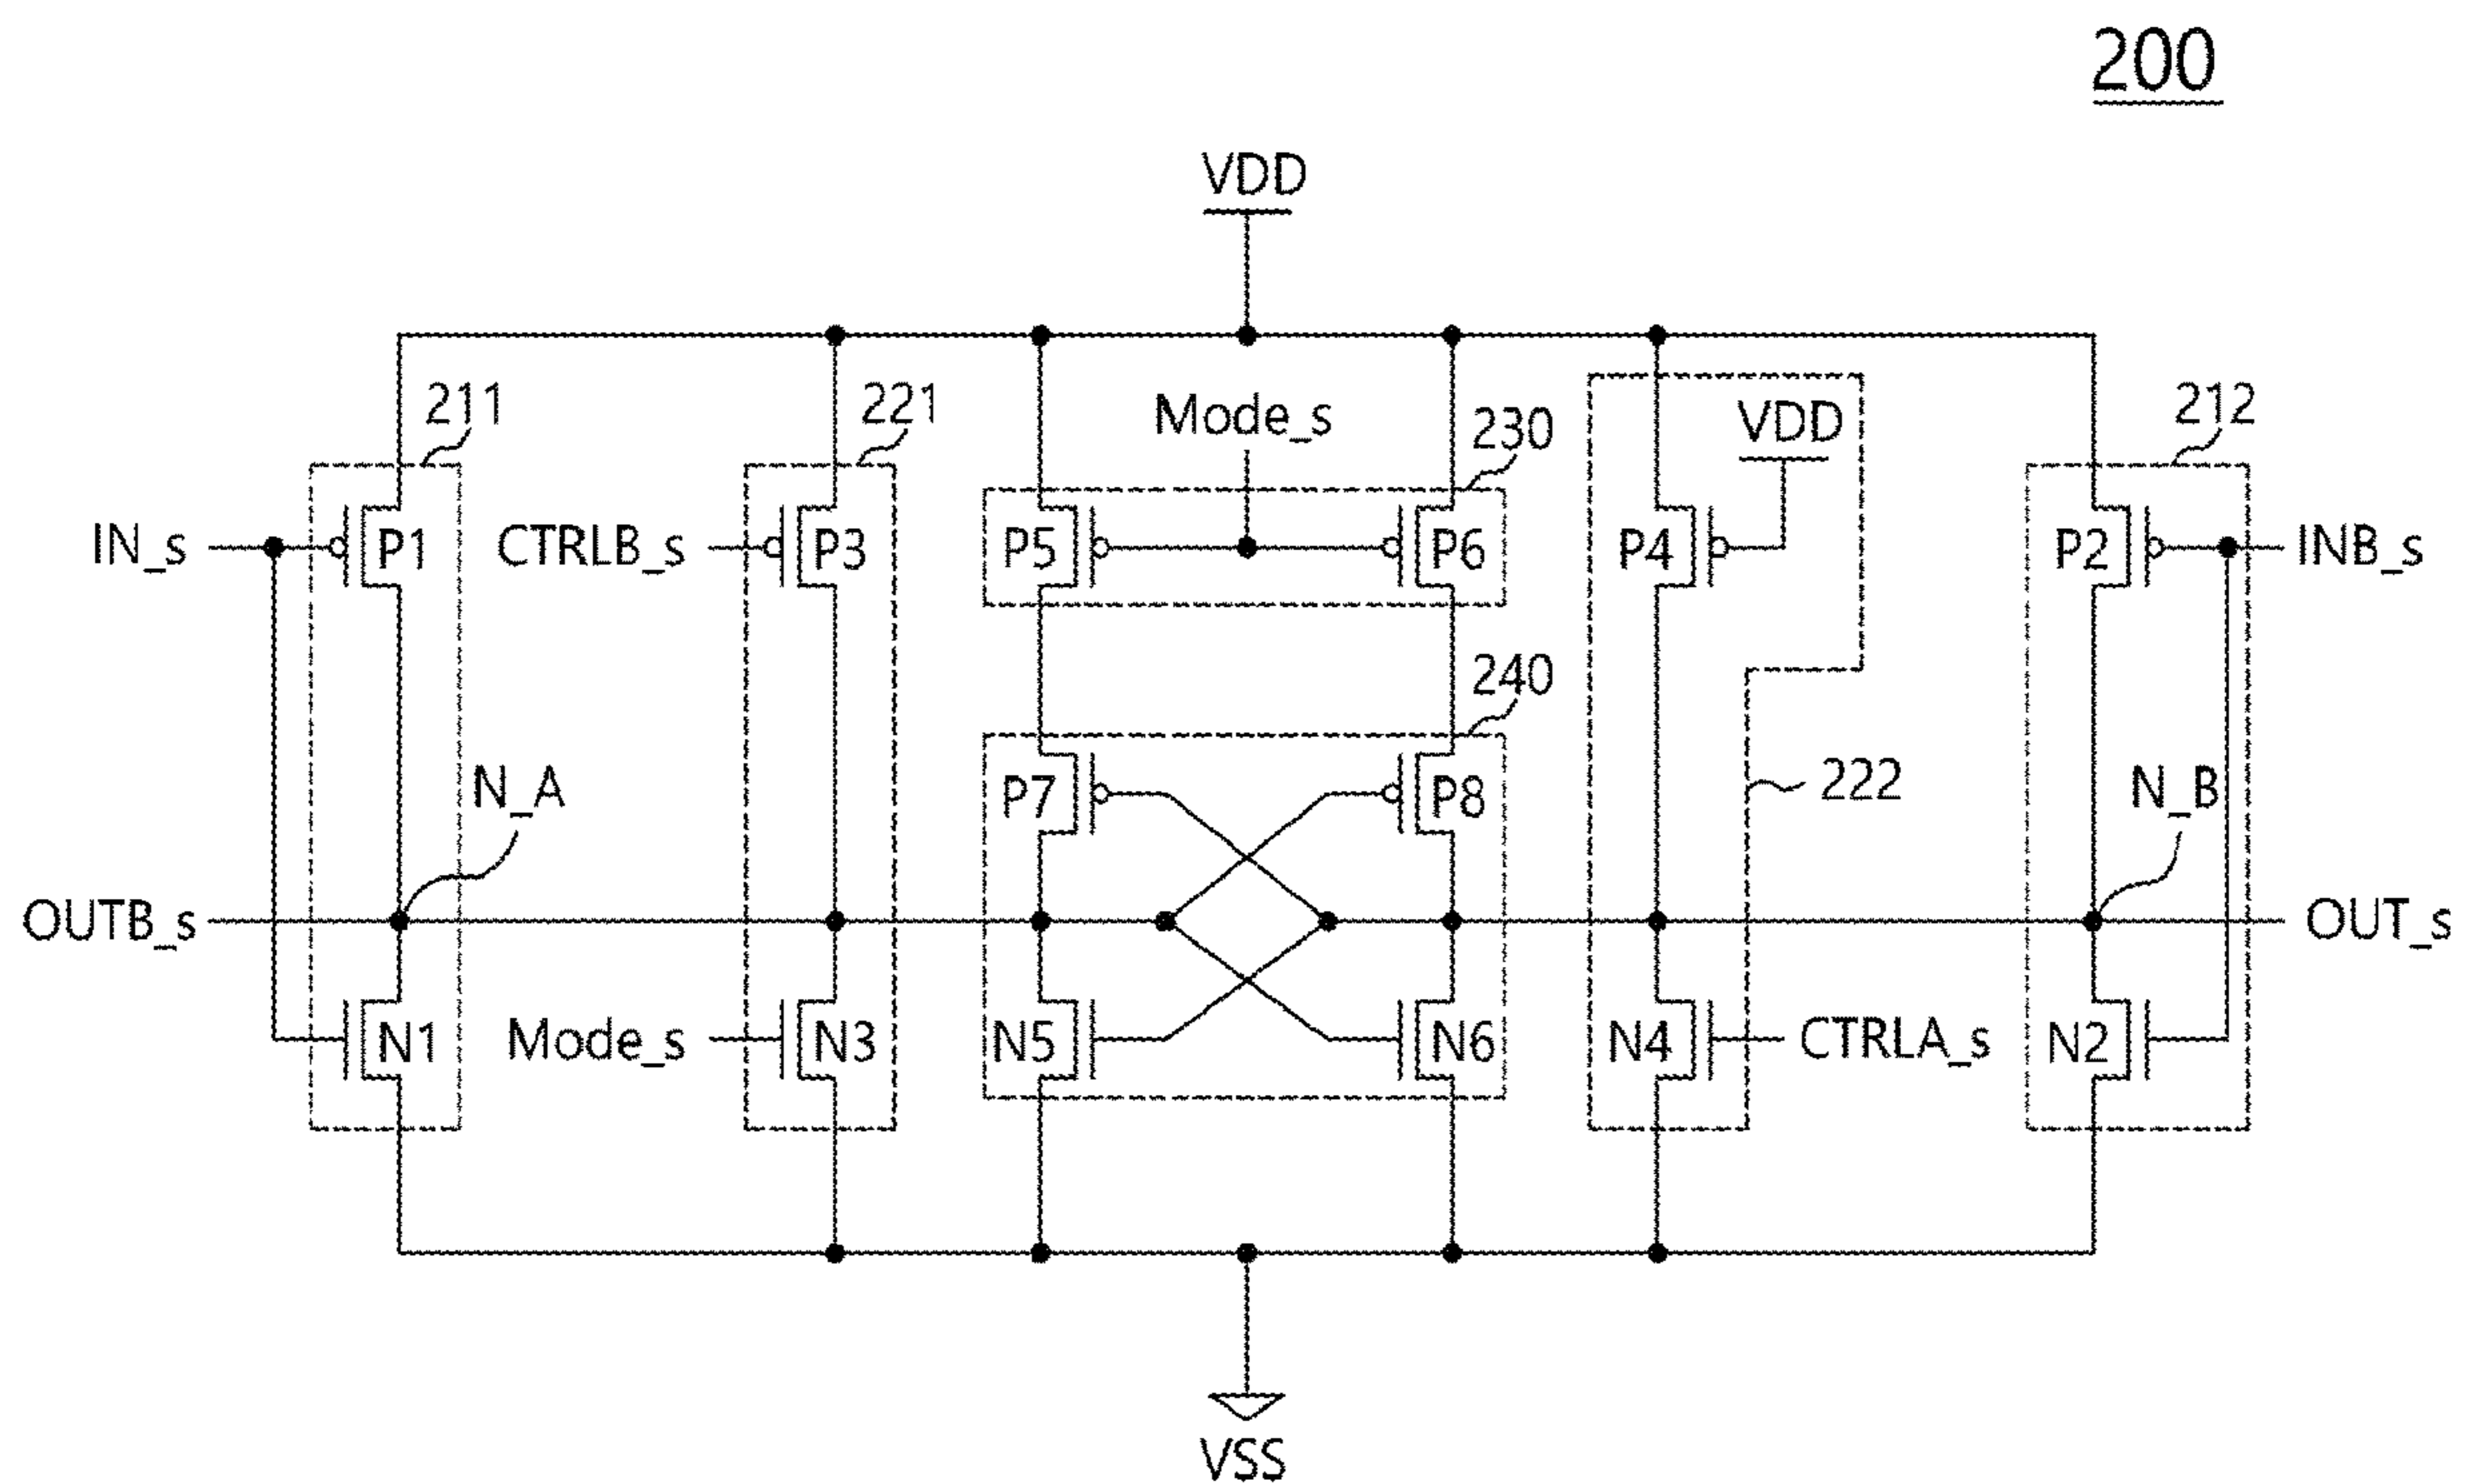 200
VDD
211
221
Mode_s
230
VDD
212
IN_s
P1
CTRLB_s
P3
P5
P6
P4
P2
INB_s
240
N_A
P7
P8
222
N_B
OUTB_s
OUT_s
N1
Mode_s
N3
N5
N6
N4
CTRLA_s
N2
VSS